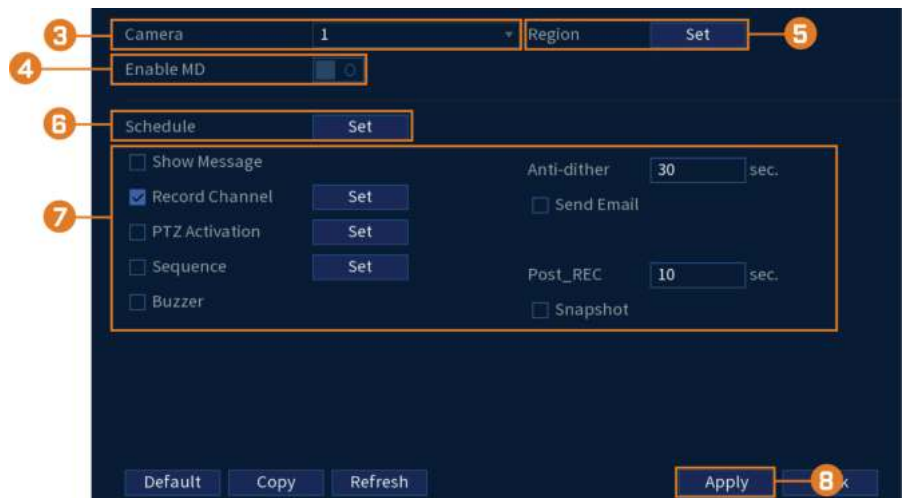 3 Camera 1 Region Set 5
4 Enable MD
6 Schedule Set
7
Show Message
Anti-dither 30 sec.
Record Channel Set
Send Email
PTZ Activation Set
Sequence Set
Post_REC 10 sec.
Buzzer
Snapshot
Default Copy Refresh Apply 8